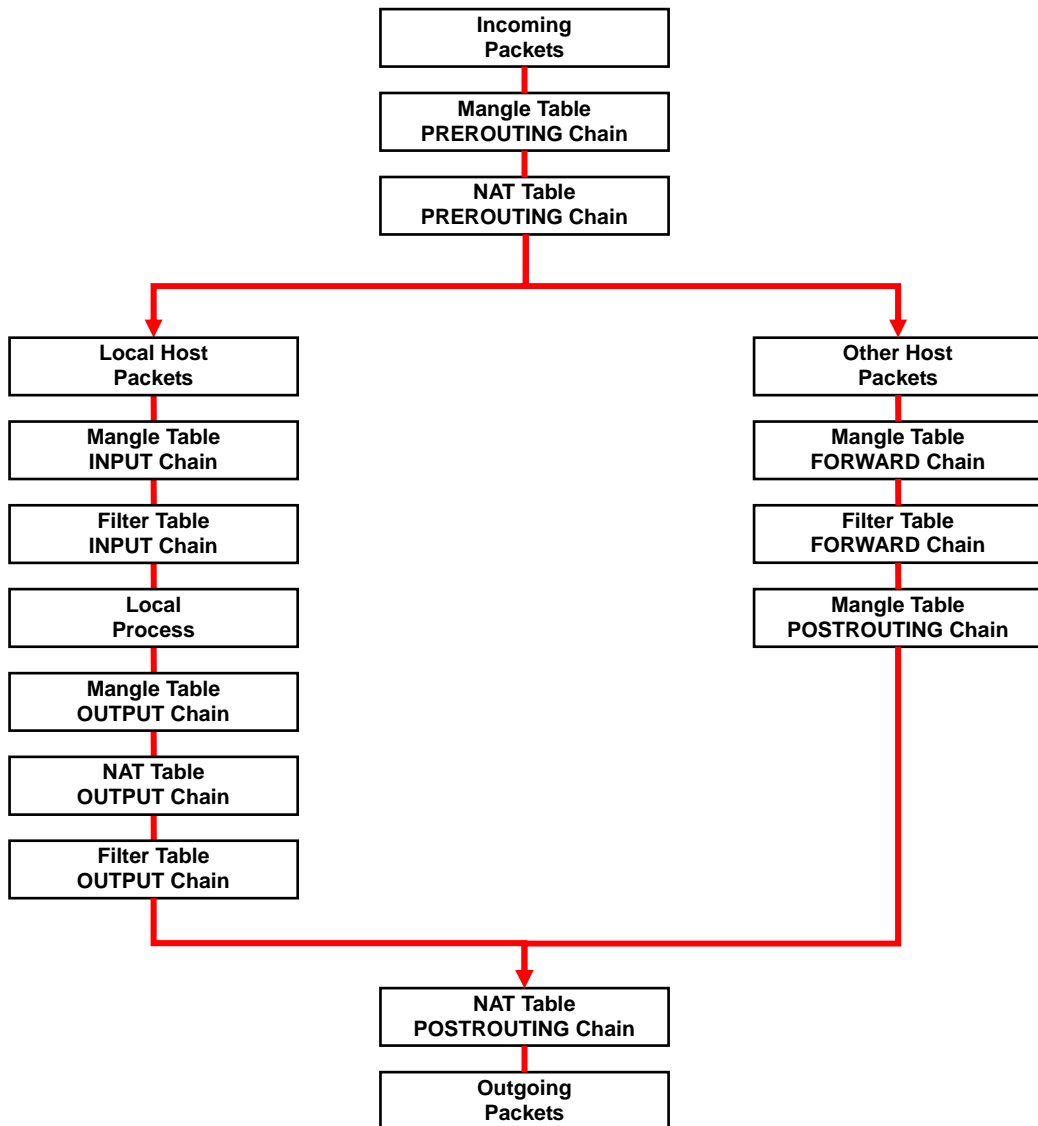 Incoming
Packets
Mangle Table
PREROUTING Chain
NAT Table
PREROUTING Chain
Local Host
Packets
Mangle Table
INPUT Chain
Filter Table
INPUT Chain
Local
Process
Mangle Table
OUTPUT Chain
NAT Table
OUTPUT Chain
Filter Table
OUTPUT Chain
Other Host
Packets
Mangle Table
FORWARD Chain
Filter Table
FORWARD Chain
Mangle Table
POSTROUTING Chain
NAT Table
POSTROUTING Chain
Outgoing
Packets